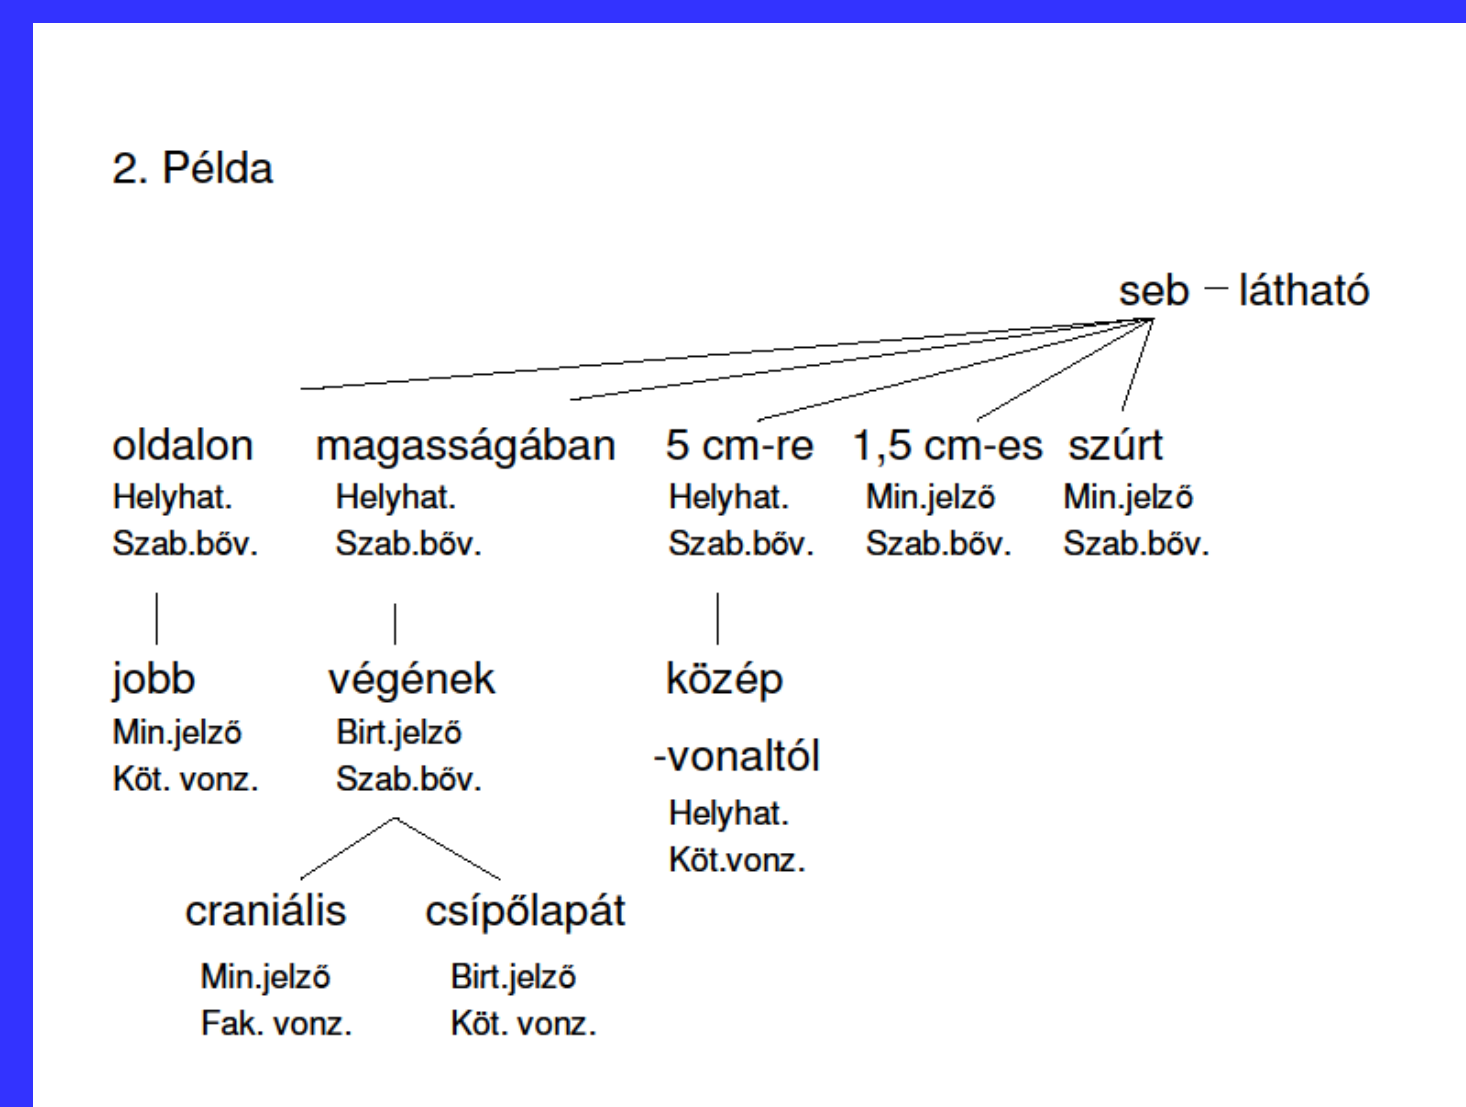 2. Példa
seb – látható
oldalon magasságában 5 cm-re 1,5 cm-es szúrt
Helyhat. Helyhat. Helyhat. Min.jelző Min.jelző
Szab.bőv. Szab.bőv. Szab.bőv. Szab.bőv. Szab.bőv.
jobb végének közép
Min.jelző Birt.jelző -vonaltól
Köt. vonz. Szab.bőv. Helyhat.
Köt.vonz.
craniális csípőlapát
Min.jelző Birt.jelző
Fak. vonz. Köt. vonz.